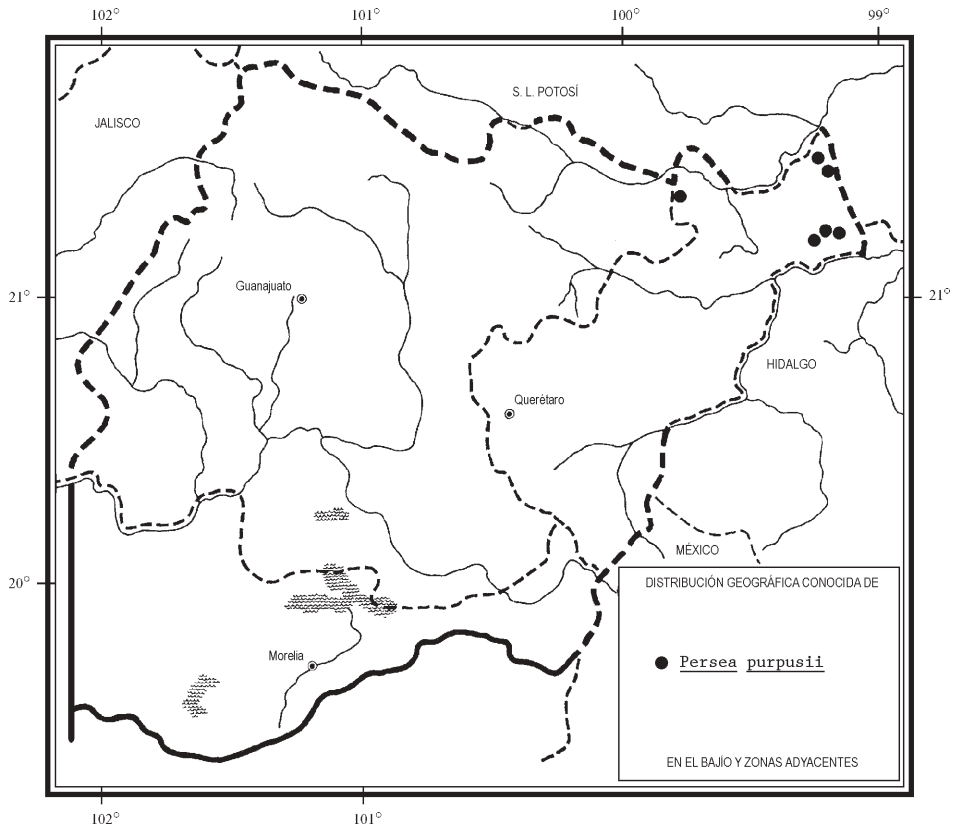 102° 101° 100° 99°
S. L. POTOSÍ
JALISCO
Guanajuato
21° 21°
HIDALGO
Querétaro
MÉXICO
20°
DISTRIBUCIÓN GEOGRÁFICA CONOCIDA DE
Morelia
Persea purpusii
EN EL BAJÍO Y ZONAS ADYACENTES
102° 101°